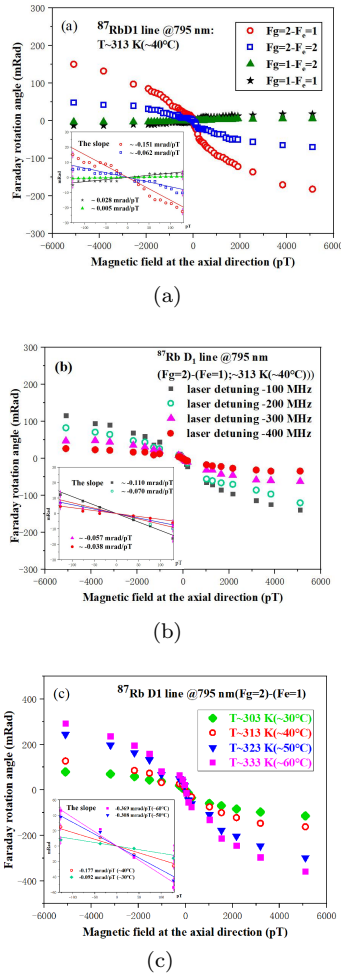 (a)
⁸⁷RbD1 line @795 nm:
T~313 K(~40°C)
Fg=2-Fe=1
Fg=2-Fe=2
Fg=1-Fe=2
Fg=1-Fe=1
Faraday rotation angle (mRad)
300
200
100
0
-100
-200
-300
The slope
~-0.151 mrad/pT
~-0.062 mrad/pT
~0.028 mrad/pT
~0.005 mrad/pT
mRad
pT
-6000 -4000 -2000 0 2000 4000 6000
Magnetic field at the axial direction (pT)
(a)
(b)
⁸⁷Rb D₁ line @795 nm
(Fg=2)-(Fe=1);~313 K(~40°C)))
laser detuning -100 MHz
laser detuning -200 MHz
laser detuning -300 MHz
laser detuning -400 MHz
Faraday rotation angle (mRad)
300
200
100
0
-100
-200
-300
The slope
~-0.110 mrad/pT
~-0.070 mrad/pT
~-0.057 mrad/pT
~-0.038 mrad/pT
mRad
pT
-6000 -4000 -2000 0 2000 4000 6000
Magnetic field at the axial direction (pT)
(b)
(c)
⁸⁷Rb D1 line @795 nm(Fg=2)-(Fe=1)
T~303 K(~30°C)
T~313 K(~40°C)
T~323 K(~50°C)
T~333 K(~60°C)
Faraday rotation angle (mRad)
400
200
0
-200
-400
The slope
-0.369 mrad/pT(~60°C)
-0.308 mrad/pT(~50°C)
-0.177 mrad/pT (~40°C)
-0.092 mrad/pT (~30°C)
mRad
pT
-6000 -4000 -2000 0 2000 4000 6000
Magnetic field at the axial direction (pT)
(c)